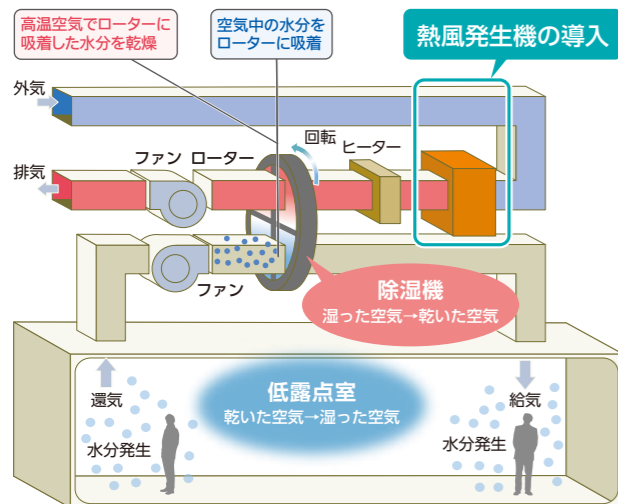 高温空気でローターに
吸着した水分を乾燥
空気中の水分を
ローターに吸着
熱風発生機の導入
外気
回転
ヒーター
ファン ローター
排気
ファン
除湿機
湿った空気→乾いた空気
低露点室
乾いた空気→湿った空気
還気
給気
水分発生
水分発生